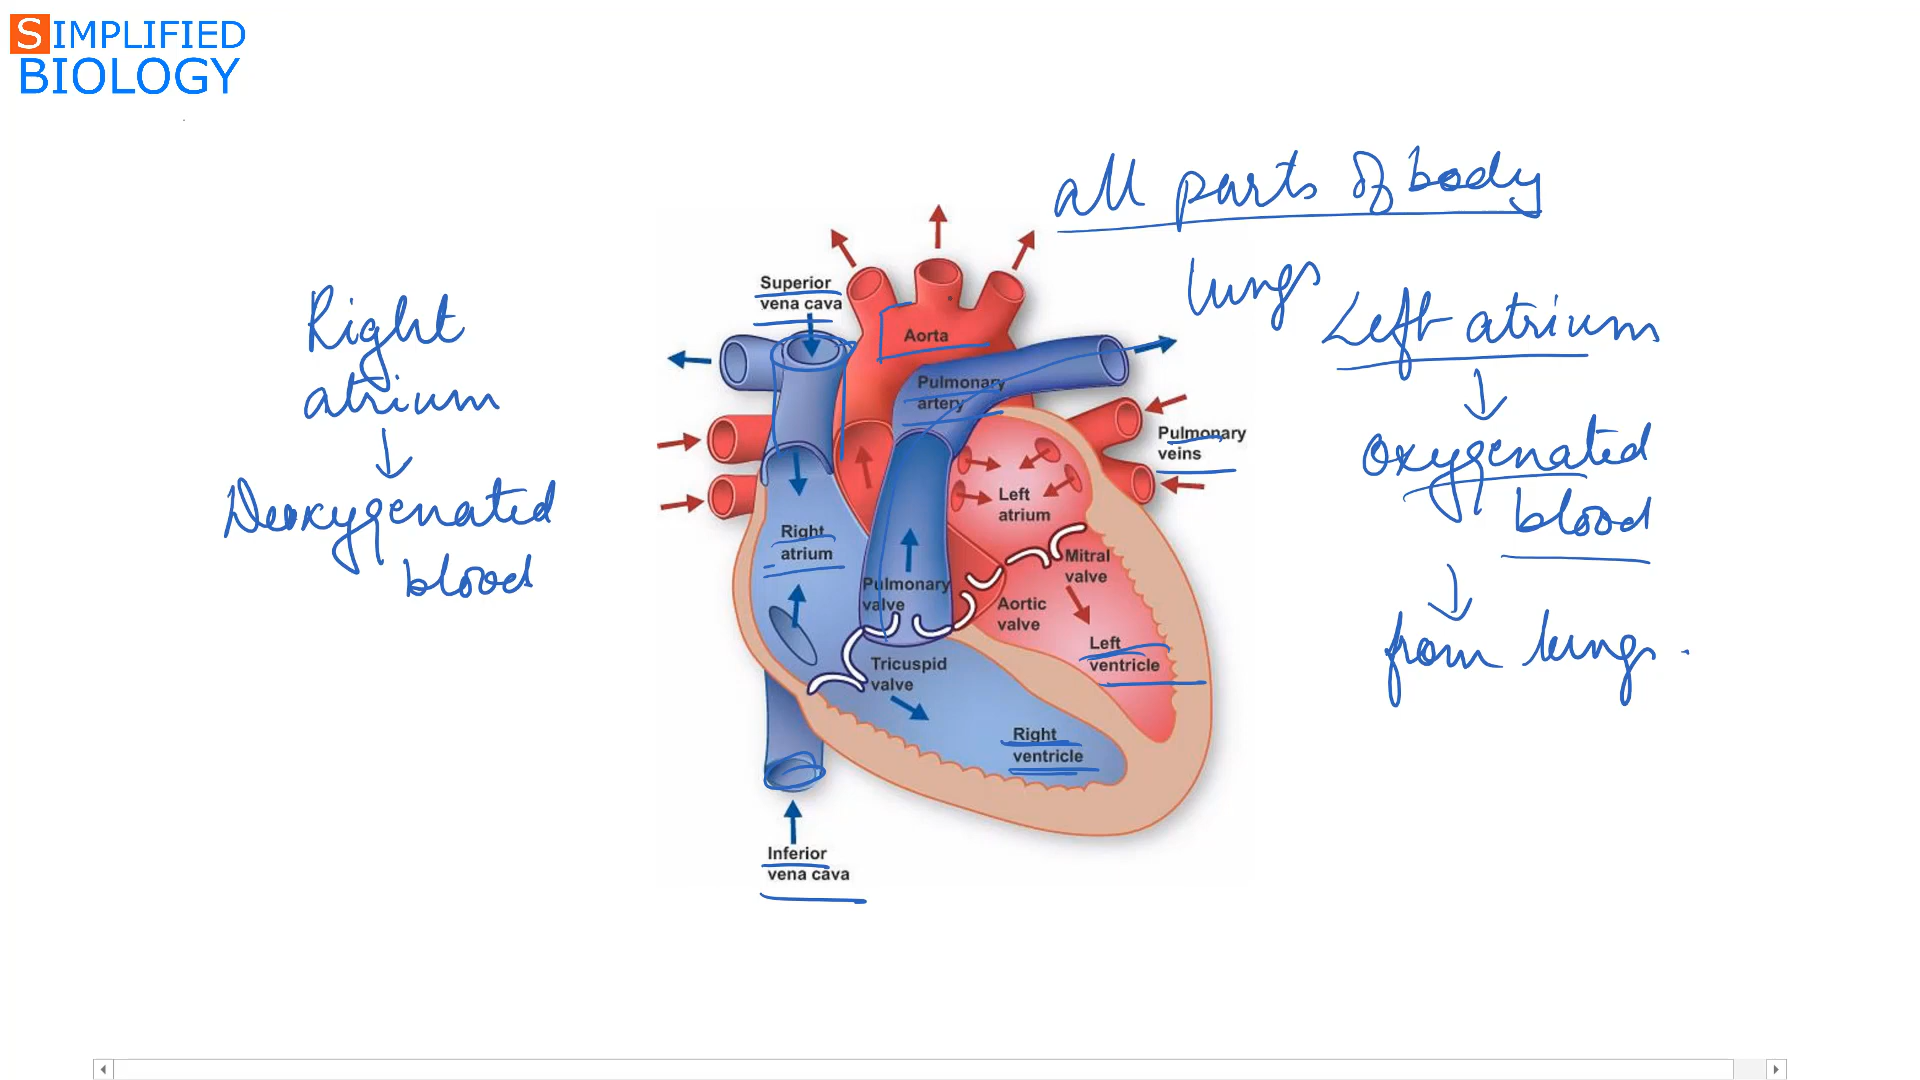 SIMPLIFIED
BIOLOGY
all parts of body
lungs
Right
atrium
Deoxygenated
blood
Left atrium
Oxygenated
blood
from lungs.
Superior
vena cava
Aorta
Pulmonary
artery
Pulmonary
veins
Left
atrium
Right
atrium
Mitral
valve
Pulmonary
valve
Aortic
valve
Left
ventricle
Tricuspid
valve
Right
ventricle
Inferior
vena cava